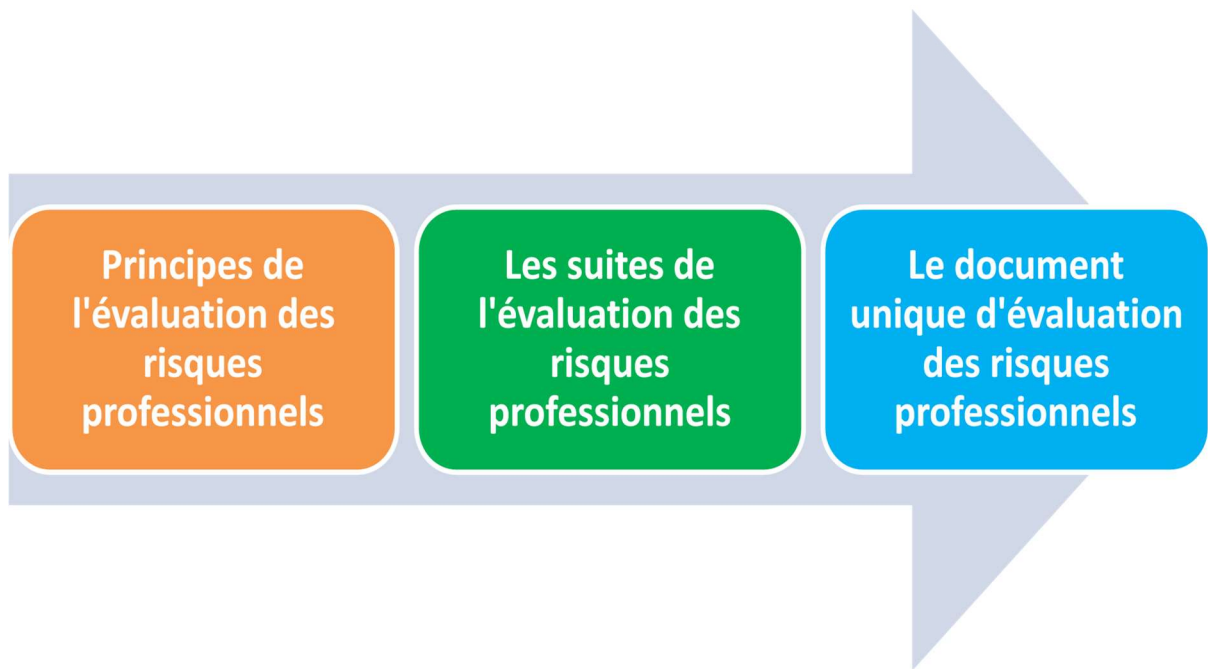 Principes de
l'évaluation des
risques
professionnels
Les suites de
l'évaluation des
risques
professionnels
Le document
unique d'évaluation
des risques
professionnels